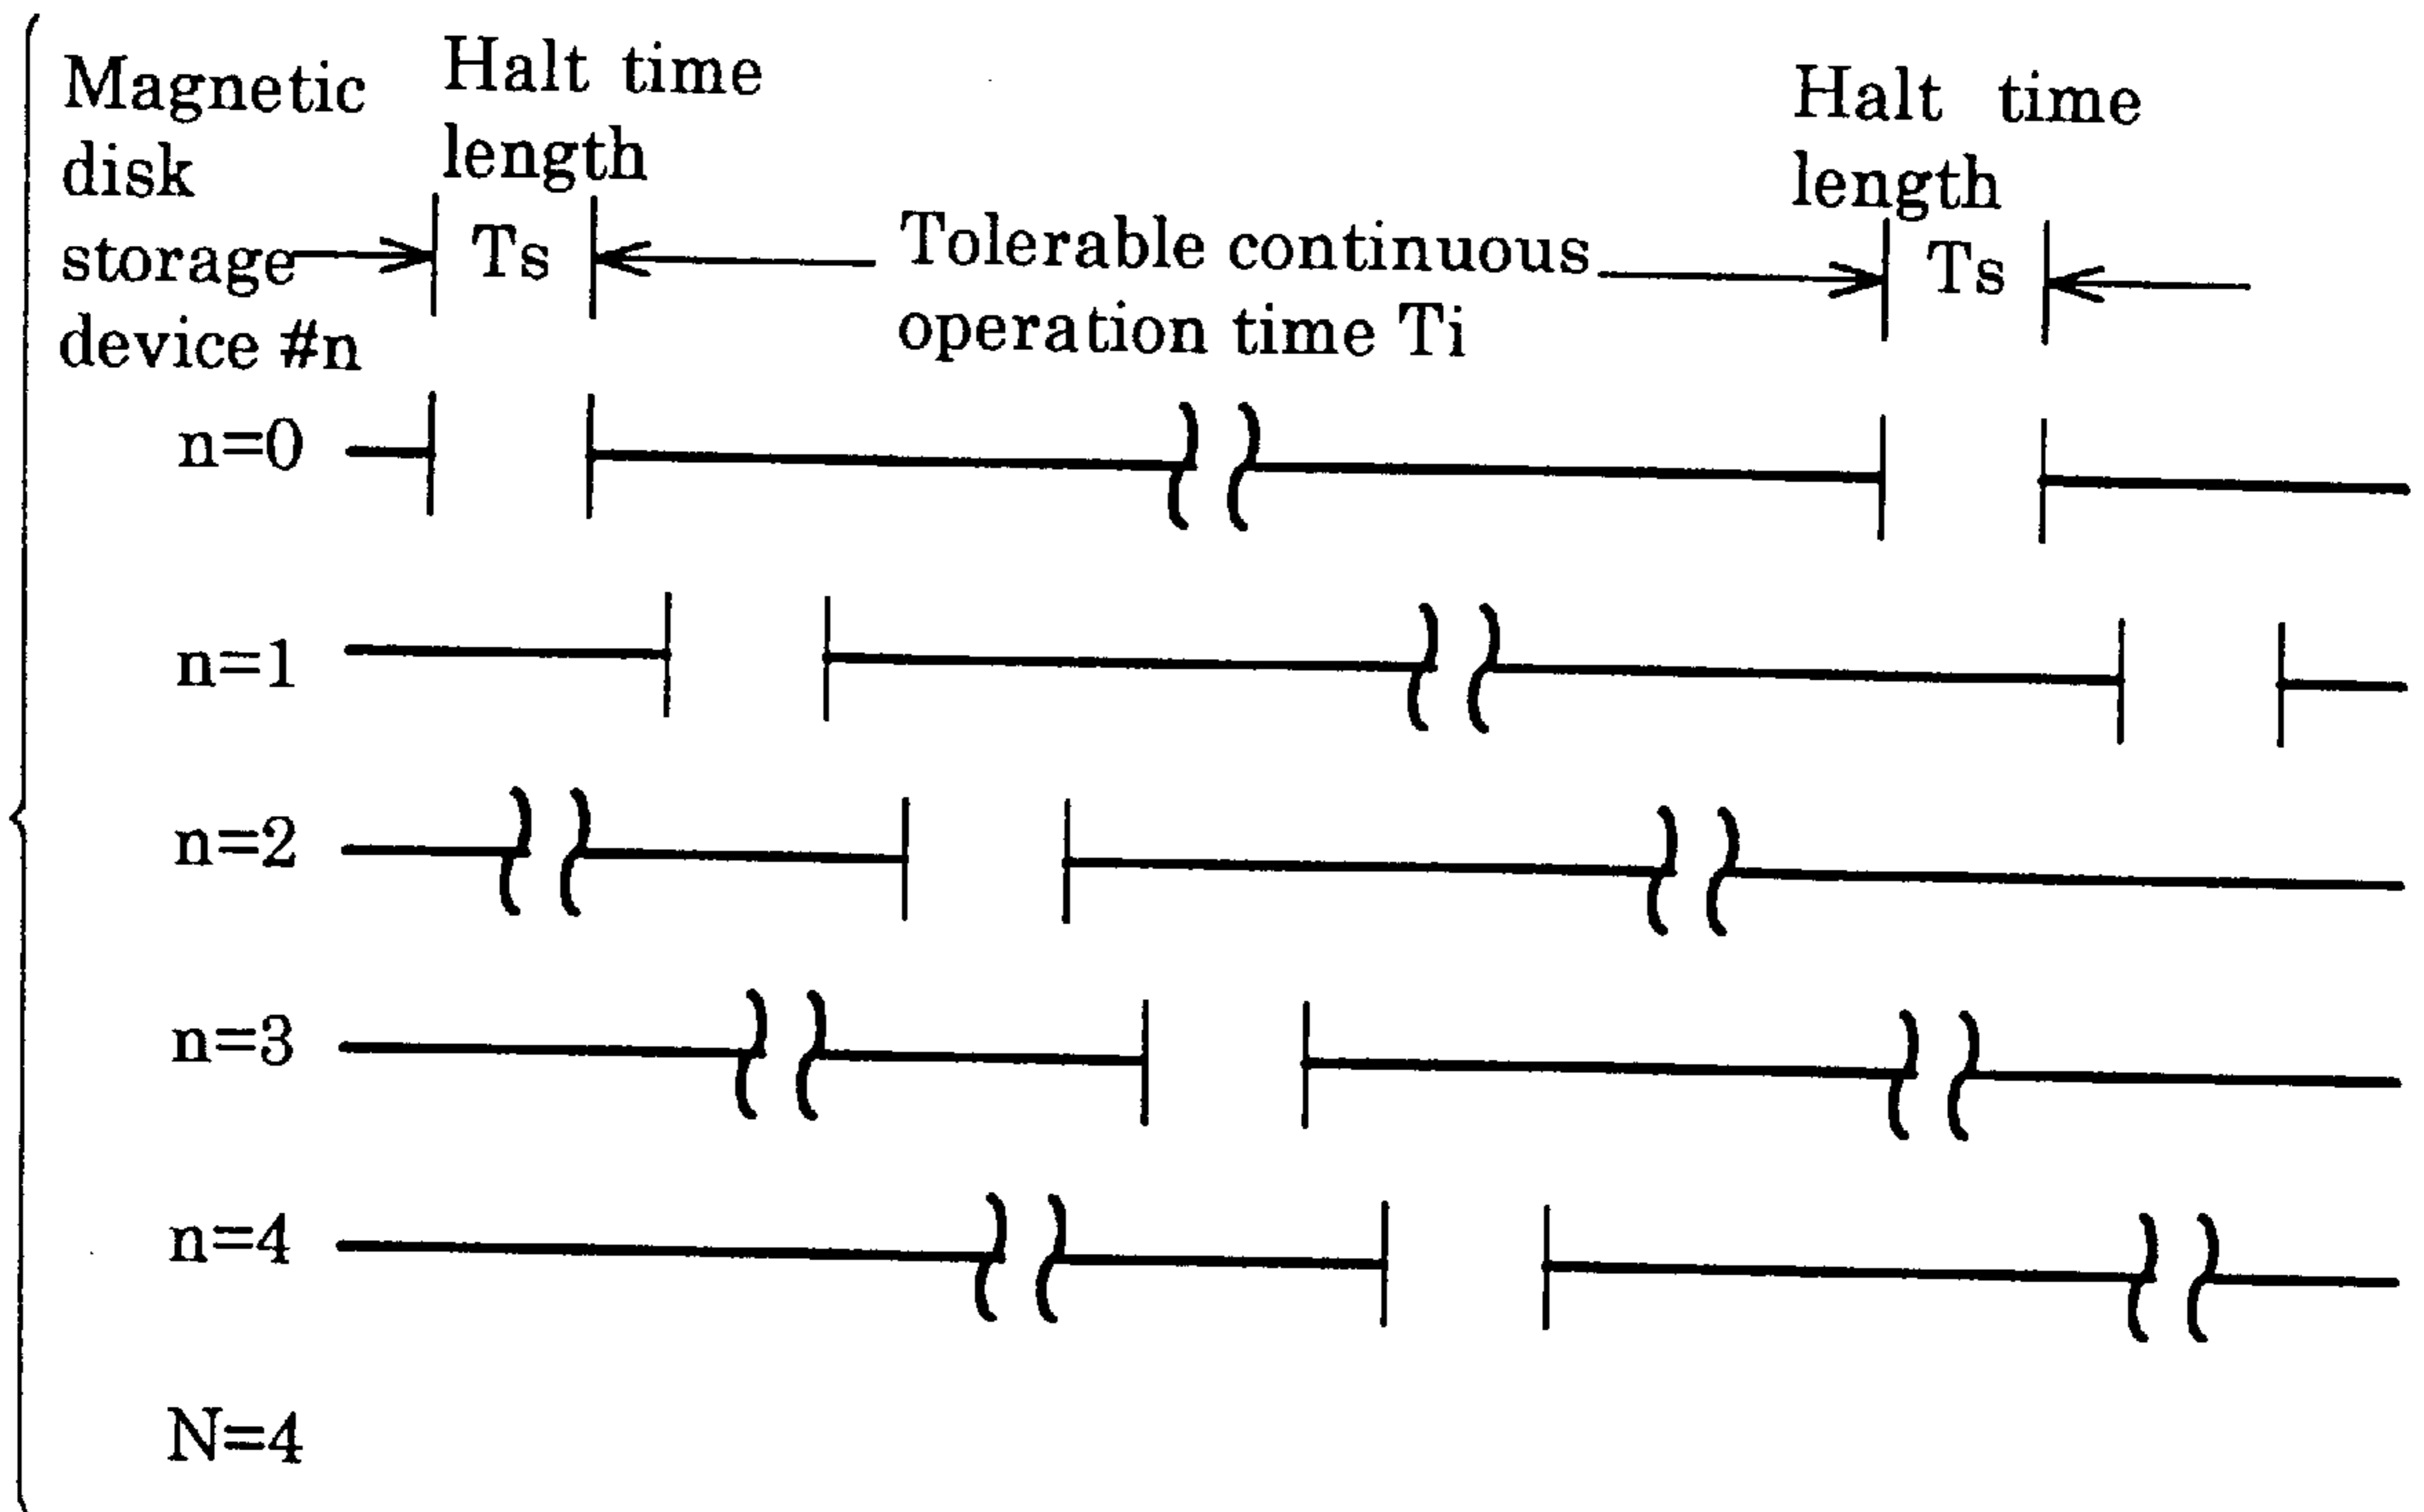 Magnetic
disk
storage
device #n
Halt time
length
Ts
Tolerable continuous
operation time Ti
Halt time
length
Ts
n=0
n=1
n=2
n=3
n=4
N=4